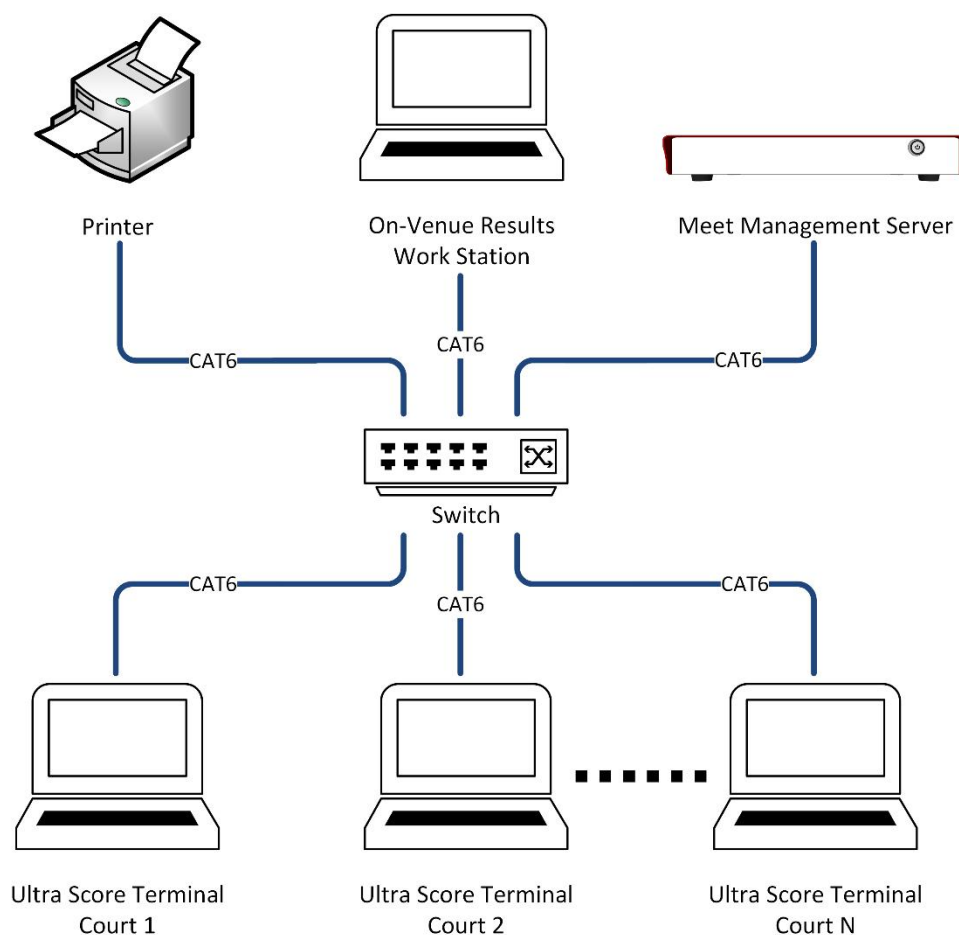 Printer
On-Venue Results
Work Station
Meet Management Server
CAT6
CAT6
CAT6
Switch
CAT6
CAT6
CAT6
Ultra Score Terminal
Court 1
Ultra Score Terminal
Court 2
Ultra Score Terminal
Court N